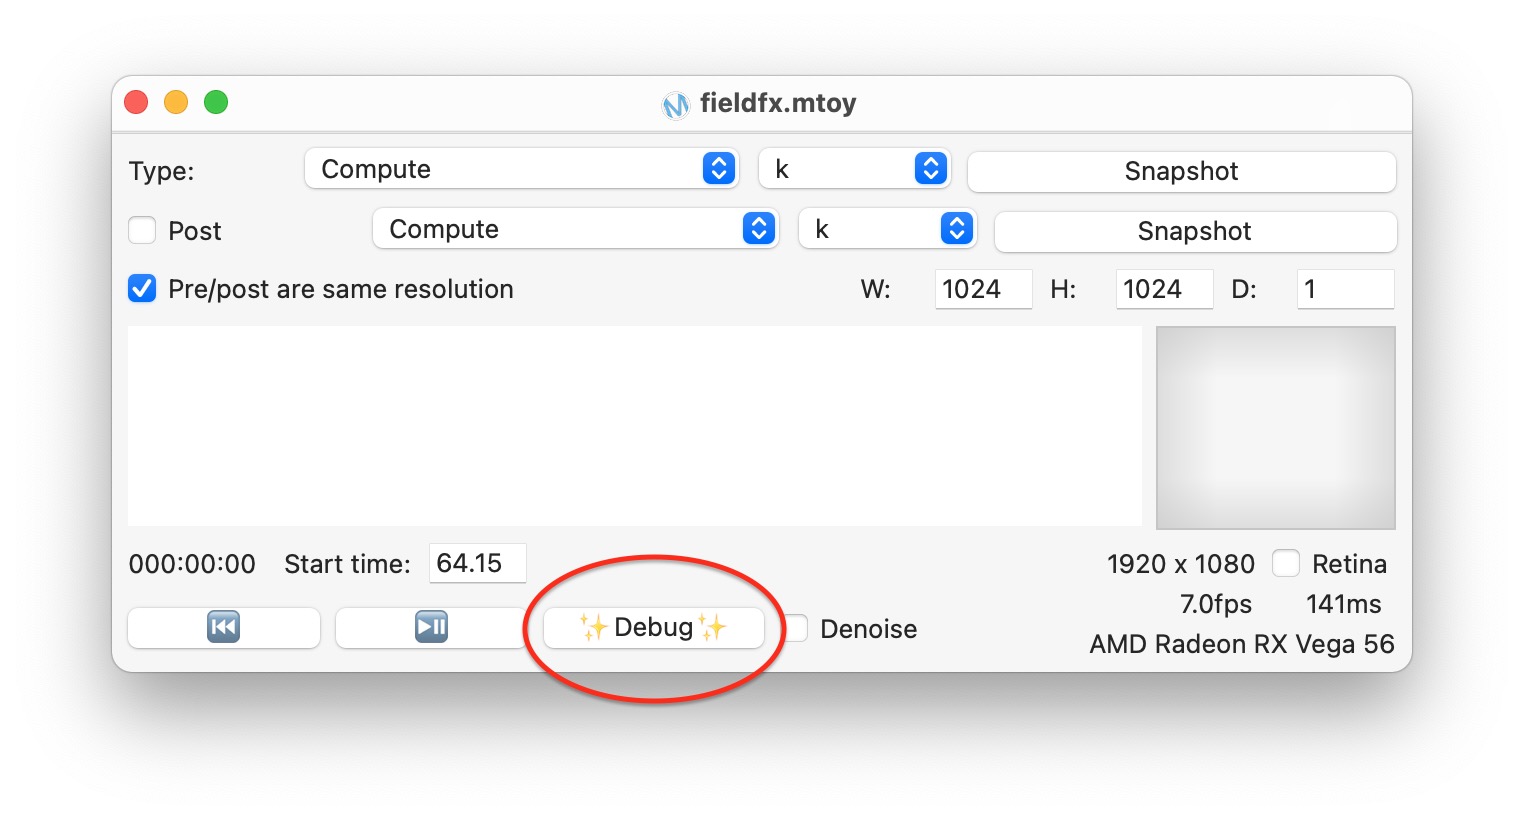 fieldfx.mtoy
Type: Compute k Snapshot
Post Compute k Snapshot
Pre/post are same resolution W: 1024 H: 1024 D: 1
000:00:00 Start time: 64.15 1920 x 1080 Retina
7.0fps 141ms
✨Debug✨ Denoise
AMD Radeon RX Vega 56